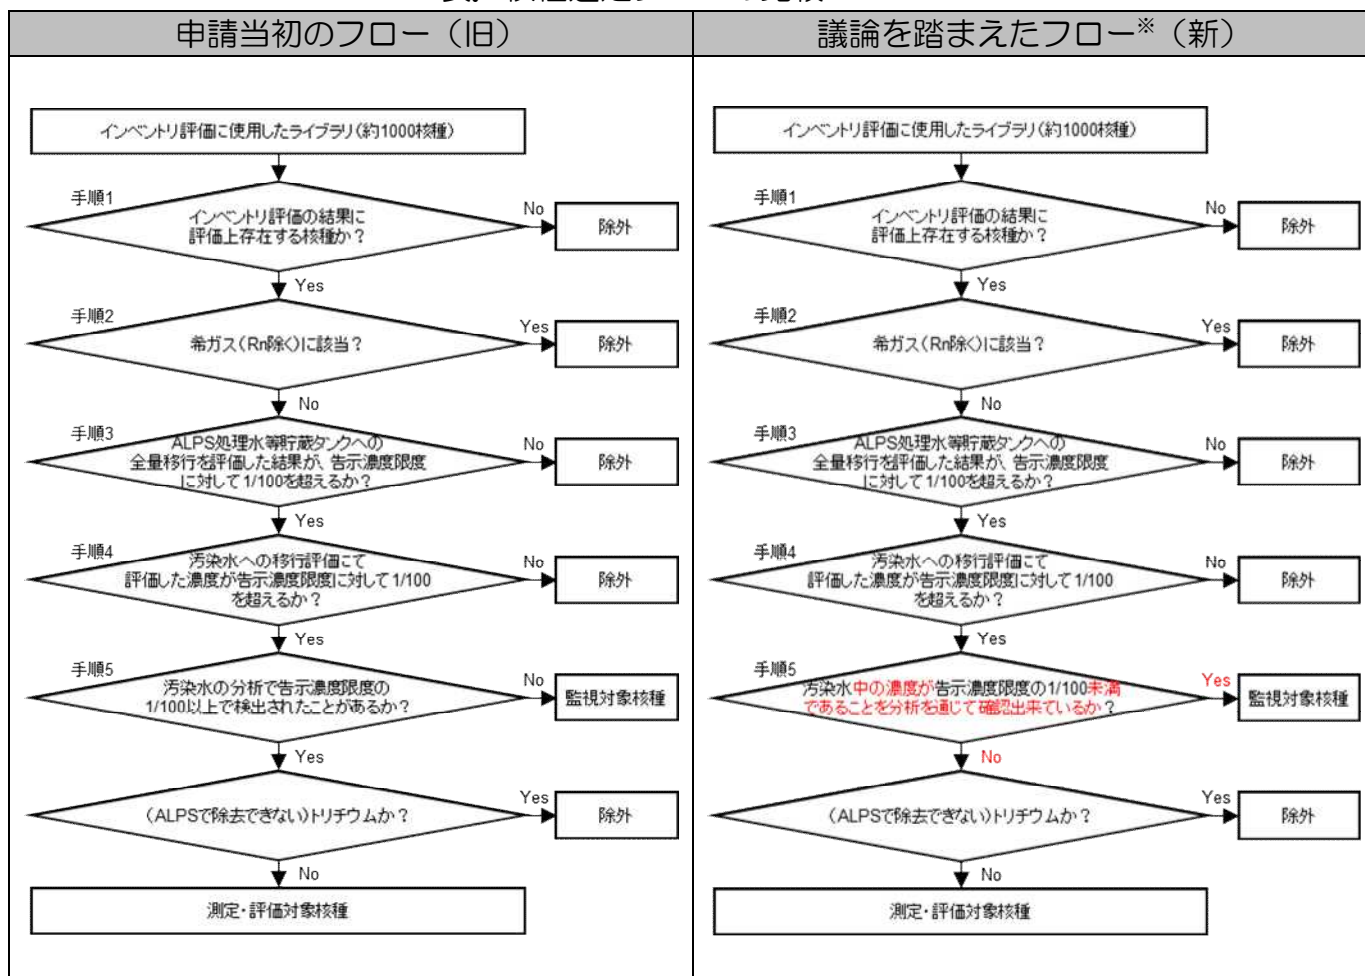 申請当初のフロー（旧）
インベントリ評価に使用したライブラリ（約1000核種）
手順1
インベントリ評価の結果に
評価上存在する核種か？
No
除外
Yes
手順2
希ガス（Rn除く）に該当？
Yes
除外
No
手順3
ALPS処理水等貯蔵タンクへの
全量移行を評価した結果が、告示濃度限度
に対して1/100を超えるか？
No
除外
Yes
手順4
汚染水への移行評価にて
評価した濃度が告示濃度限度に対して1/100
を超えるか？
No
除外
Yes
手順5
汚染水の分析で告示濃度限度の
1/100以上で検出されたことがあるか？
No
監視対象核種
Yes
（ALPSで除去できない）トリチウムか？
Yes
除外
No
測定・評価対象核種
議論を踏まえたフロー※（新）
インベントリ評価に使用したライブラリ（約1000核種）
手順1
インベントリ評価の結果に
評価上存在する核種か？
No
除外
Yes
手順2
希ガス（Rn除く）に該当？
Yes
除外
No
手順3
ALPS処理水等貯蔵タンクへの
全量移行を評価した結果が、告示濃度限度
に対して1/100を超えるか？
No
除外
Yes
手順4
汚染水への移行評価にて
評価した濃度が告示濃度限度に対して1/100
を超えるか？
No
除外
Yes
手順5
汚染水中の濃度が告示濃度限度の1/100未満
であることを分析を通じて確認出来ているか？
Yes
監視対象核種
No
（ALPSで除去できない）トリチウムか？
Yes
除外
No
測定・評価対象核種